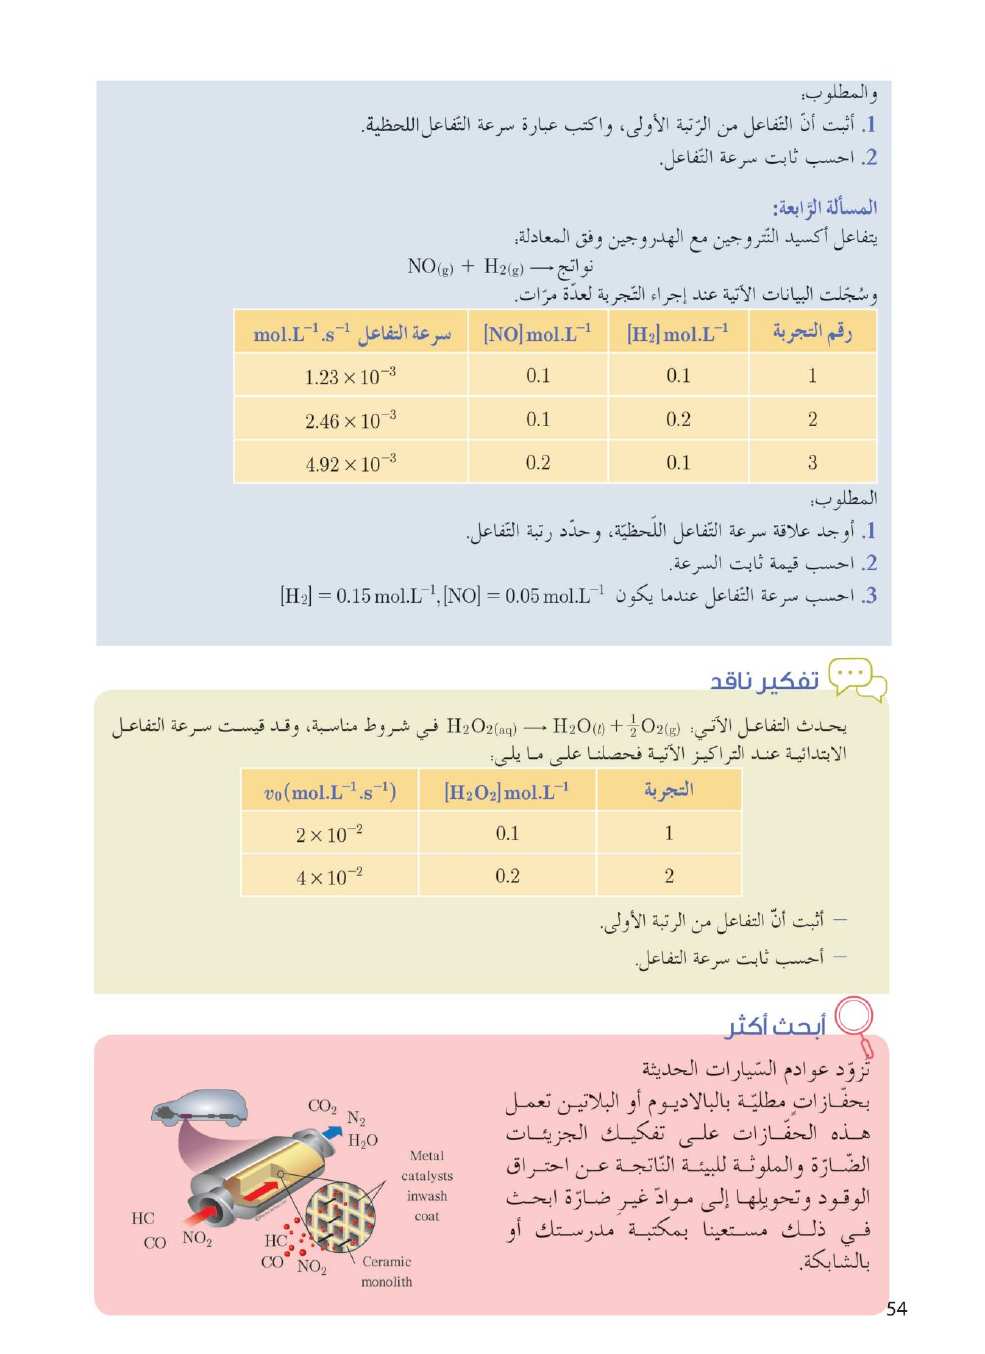 والمطلوب:
1. أثبت أنّ التّفاعل من الرّتبة الأولى، واكتب عبارة سرعة التّفاعل اللحظية.
2. احسب ثابت سرعة التّفاعل.
المسألة الرَّابعة:
يتفاعل أكسيد النّتروجين مع الهدروجين وفق المعادلة:
NO(g) + H2(g) ⟶ نواتج
وسُجّلت البيانات الآتية عند إجراء التّجربة لعدّة مرّات.
رقم التجربة [H2]mol.L⁻¹ [NO]mol.L⁻¹ سرعة التفاعل mol.L⁻¹.s⁻¹
1 0.1 0.1 1.23 × 10⁻³
2 0.2 0.1 2.46 × 10⁻³
3 0.1 0.2 4.92 × 10⁻³
المطلوب:
1. أوجد علاقة سرعة التّفاعل اللّحظيّة، وحدّد رتبة التّفاعل.
2. احسب قيمة ثابت السرعة.
3. احسب سرعة التّفاعل عندما يكون [H2] = 0.15 mol.L⁻¹, [NO] = 0.05 mol.L⁻¹
تفكير ناقد
يحدث التفاعل الآتي: H2O2(aq) ⟶ H2O(ℓ) + ½O2(g) في شروط مناسبة، وقد قيست سرعة التفاعل
الابتدائية عند التراكيز الآتية فحصلنا على ما يلي:
التجربة [H2O2]mol.L⁻¹ v0(mol.L⁻¹.s⁻¹)
1 0.1 2 × 10⁻²
2 0.2 4 × 10⁻²
– أثبت أنّ التفاعل من الرتبة الأولى.
– أحسب ثابت سرعة التفاعل.
أبحث أكثر
تُزوّد عوادم السّيارات الحديثة
بحفّازاتٍ مطليّة بالبالاديوم أو البلاتين تعمل
هذه الحفّازات على تفكيك الجزيئات
الضّارّة والملوثة للبيئة النّاتجة عن احتراق
الوقود وتحويلها إلى موادّ غيرِ ضارّة ابحث
في ذلك مستعينا بمكتبة مدرستك أو
بالشابكة.
CO₂
N₂
H₂O
Metal
catalysts
inwash
coat
HC
CO NO₂
HC
CO NO₂
Ceramic
monolith
54